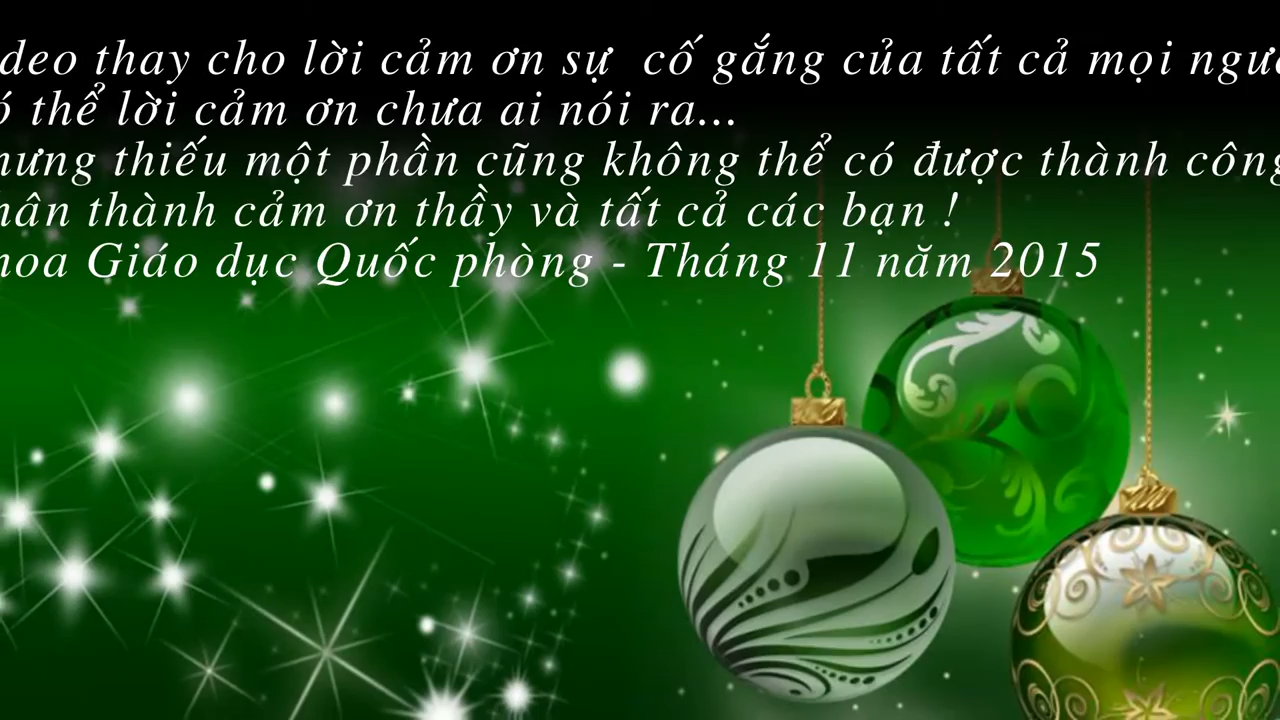 deo thay cho lời cảm ơn sự cố gắng của tất cả mọi ngư
thể lời cảm ơn chưa ai nói ra...
hưng thiếu một phần cũng không thể có được thành công
hân thành cảm ơn thầy và tất cả các bạn !
hoa Giáo dục Quốc phòng - Tháng 11 năm 2015